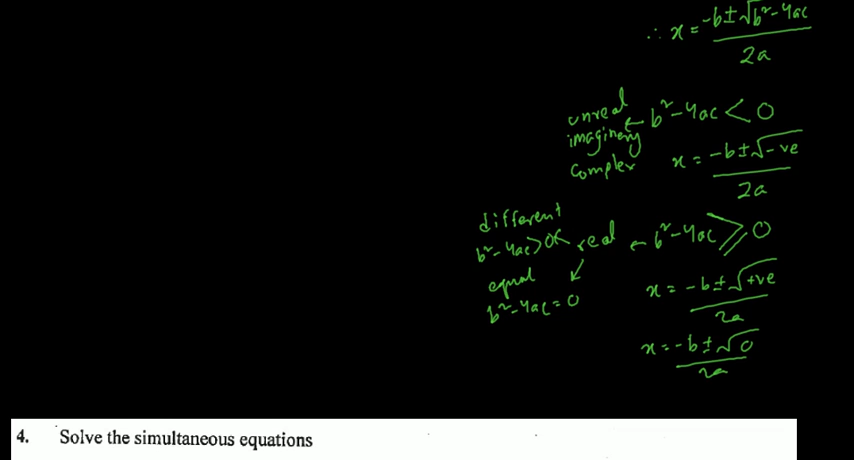 ∴ x = -b±√b²-4ac / 2a
unreal ← b²-4ac < 0
imaginery
complex x = -b±√-ve / 2a
different
b²-4ac>0 ↖ real ← b²-4ac ≥ 0
equal ↙
b²-4ac=0
x = -b±√+ve / 2a
x = -b±√0 / 2a
4. Solve the simultaneous equations